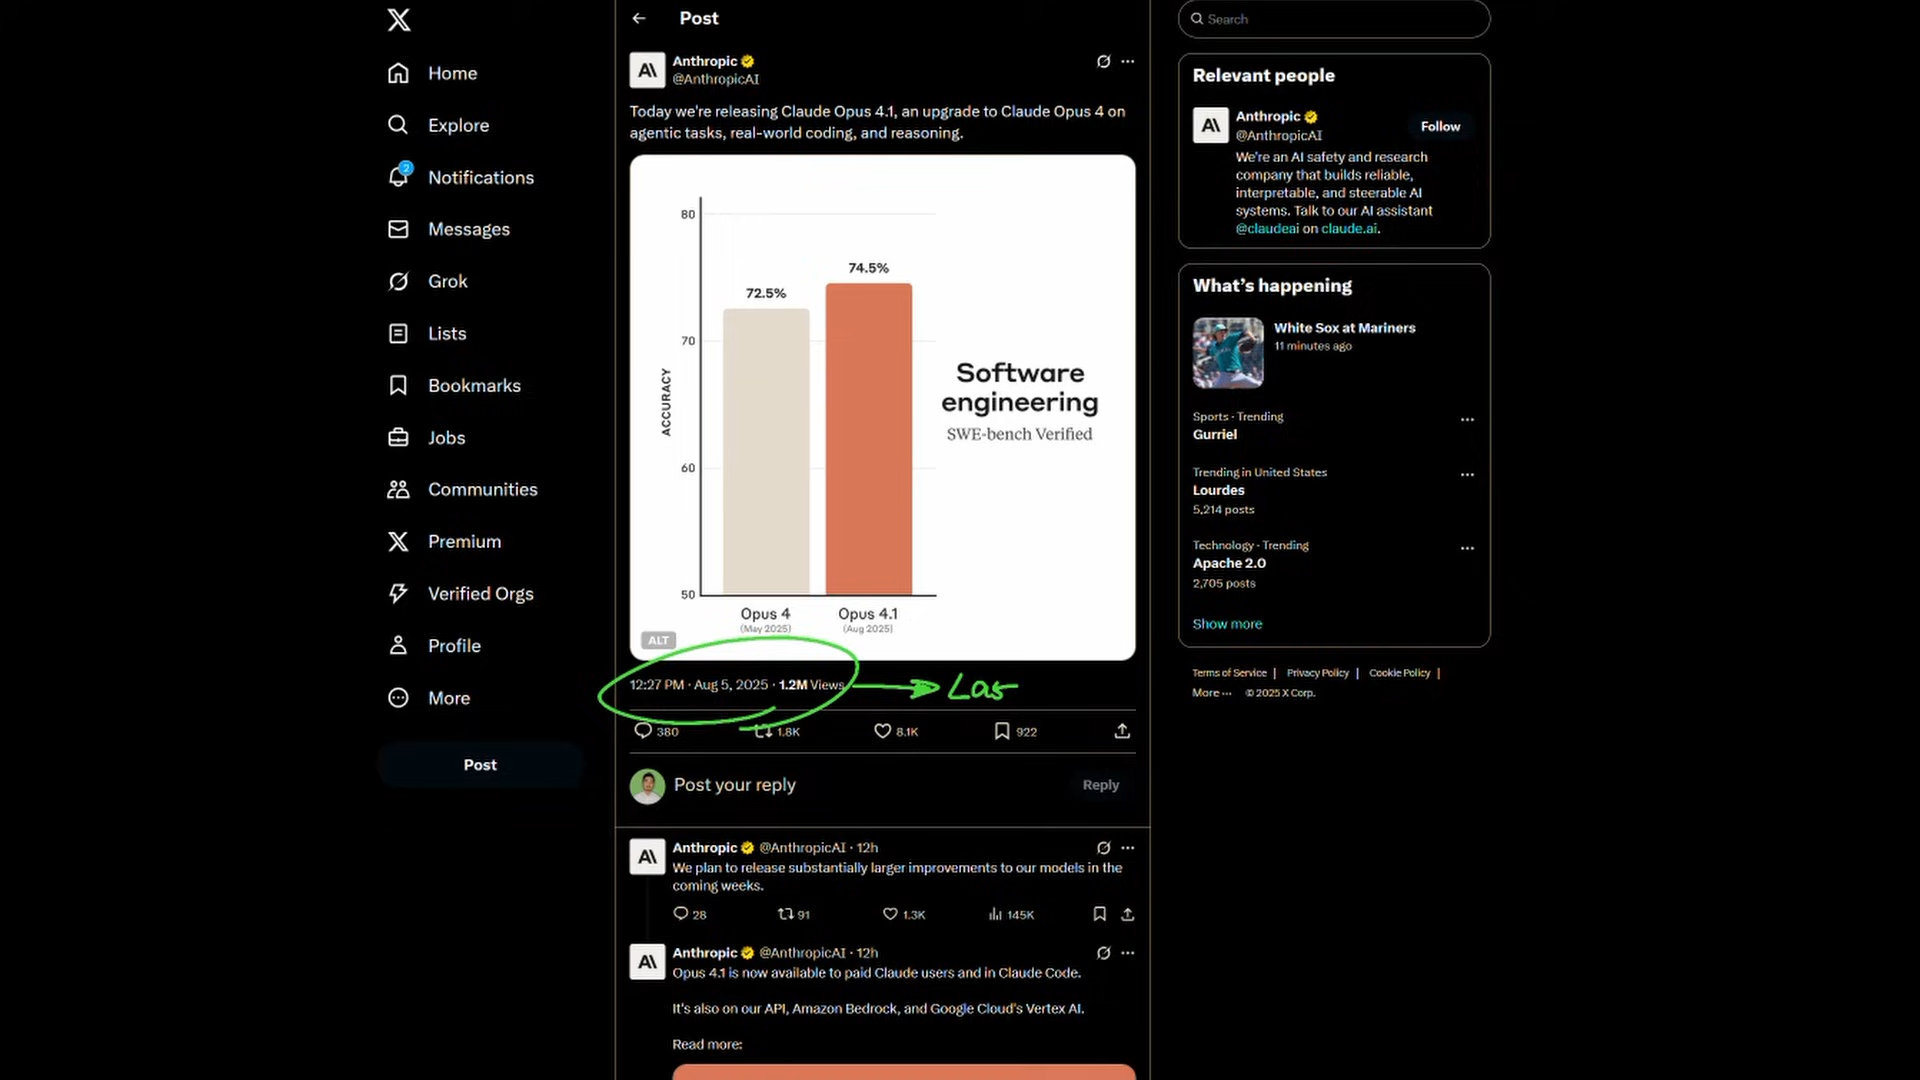 Home
Explore
2
Notifications
Messages
Grok
Lists
Bookmarks
Jobs
Communities
Premium
Verified Orgs
Profile
More
Post
Post
Anthropic
@AnthropicAI
Today we're releasing Claude Opus 4.1, an upgrade to Claude Opus 4 on
agentic tasks, real-world coding, and reasoning.
80
70
60
50
ACCURACY
72.5%
74.5%
Opus 4
(May 2025)
Opus 4.1
(Aug 2025)
Software
engineering
SWE-bench Verified
ALT
12:27 PM · Aug 5, 2025 · 1.2M Views
Las
380
1.8K
8.1K
922
Post your reply
Reply
Anthropic @AnthropicAI · 12h
We plan to release substantially larger improvements to our models in the
coming weeks.
28
91
1.3K
145K
Anthropic @AnthropicAI · 12h
Opus 4.1 is now available to paid Claude users and in Claude Code.
It's also on our API, Amazon Bedrock, and Google Cloud's Vertex AI.
Read more:
Search
Relevant people
Anthropic
@AnthropicAI
Follow
We're an AI safety and research
company that builds reliable,
interpretable, and steerable AI
systems. Talk to our AI assistant
@claudeai on claude.ai.
What's happening
White Sox at Mariners
11 minutes ago
Sports · Trending
Gurriel
Trending in United States
Lourdes
5,214 posts
Technology · Trending
Apache 2.0
2,705 posts
Show more
Terms of Service | Privacy Policy | Cookie Policy |
More ··· © 2025 X Corp.